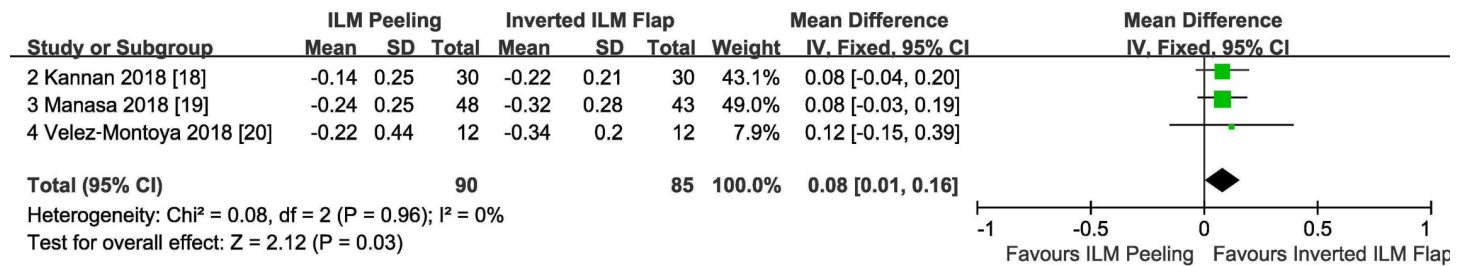 ILM Peeling Inverted ILM Flap Mean Difference Mean Difference
Study or Subgroup Mean SD Total Mean SD Total Weight IV, Fixed, 95% CI IV, Fixed, 95% CI
2 Kannan 2018 [18] -0.14 0.25 30 -0.22 0.21 30 43.1% 0.08 [-0.04, 0.20]
3 Manasa 2018 [19] -0.24 0.25 48 -0.32 0.28 43 49.0% 0.08 [-0.03, 0.19]
4 Velez-Montoya 2018 [20] -0.22 0.44 12 -0.34 0.2 12 7.9% 0.12 [-0.15, 0.39]
Total (95% CI) 90 85 100.0% 0.08 [0.01, 0.16]
Heterogeneity: Chi² = 0.08, df = 2 (P = 0.96); I² = 0%
Test for overall effect: Z = 2.12 (P = 0.03)
-1 -0.5 0 0.5 1
Favours ILM Peeling Favours Inverted ILM Flap